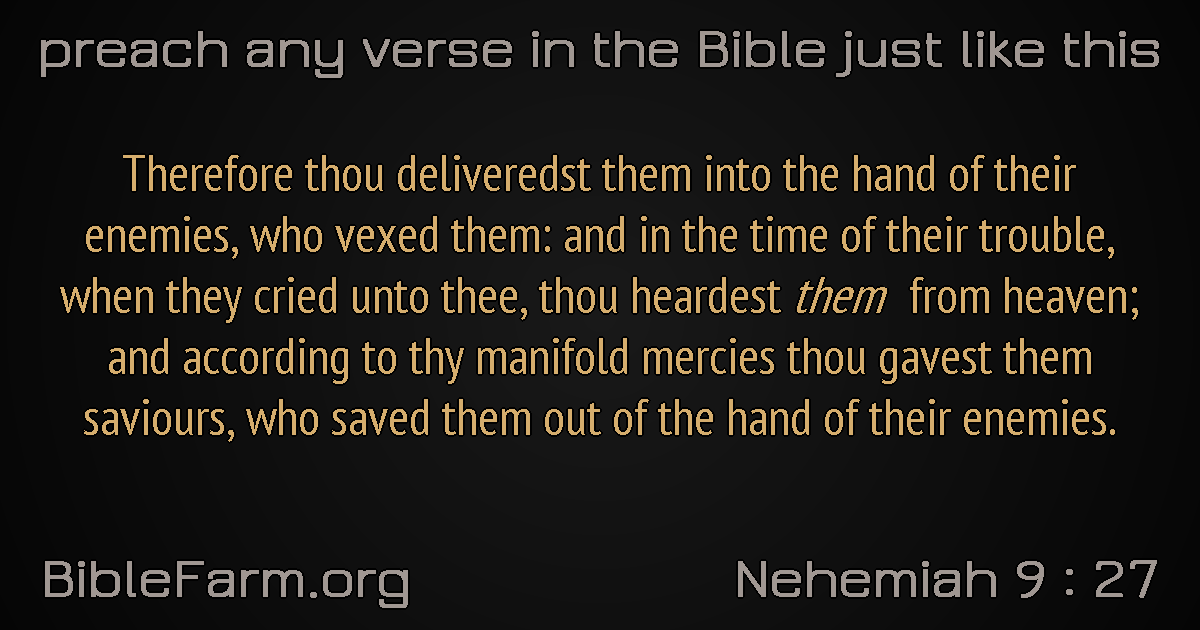 preach any verse in the Bible just like this
Therefore thou deliveredst them into the hand of their
enemies, who vexed them: and in the time of their trouble,
when they cried unto thee, thou heardest them from heaven;
and according to thy manifold mercies thou gavest them
saviours, who saved them out of the hand of their enemies.
BibleFarm.org
Nehemiah 9 : 27